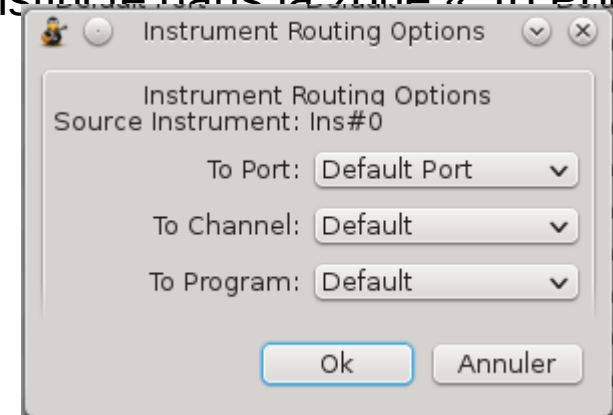 Instrument Routing Options
Instrument Routing Options
Source Instrument: Ins#0
To Port: Default Port
To Channel: Default
To Program: Default
Ok Annuler